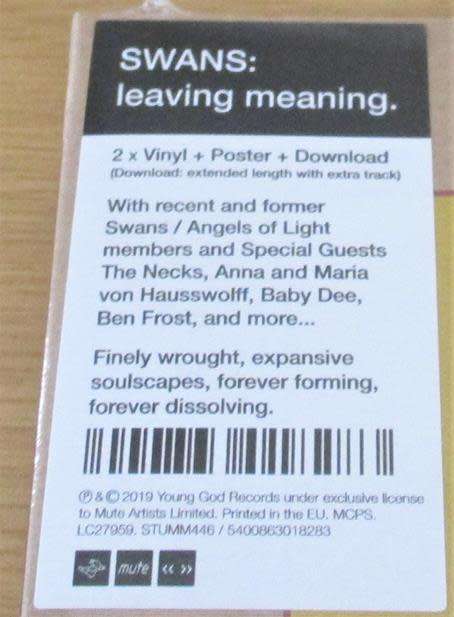 SWANS:
leaving meaning.
2 x Vinyl + Poster + Download
(Download: extended length with extra track)
With recent and former
Swans / Angels of Light
members and Special Guests
The Necks, Anna and Maria
von Hausswolff, Baby Dee,
Ben Frost, and more...
Finely wrought, expansive
soulscapes, forever forming,
forever dissolving.
℗ & © 2019 Young God Records under exclusive license
to Mute Artists Limited. Printed in the EU. MCPS.
LC27959. STUMM446 / 5400863018283
mute << >>